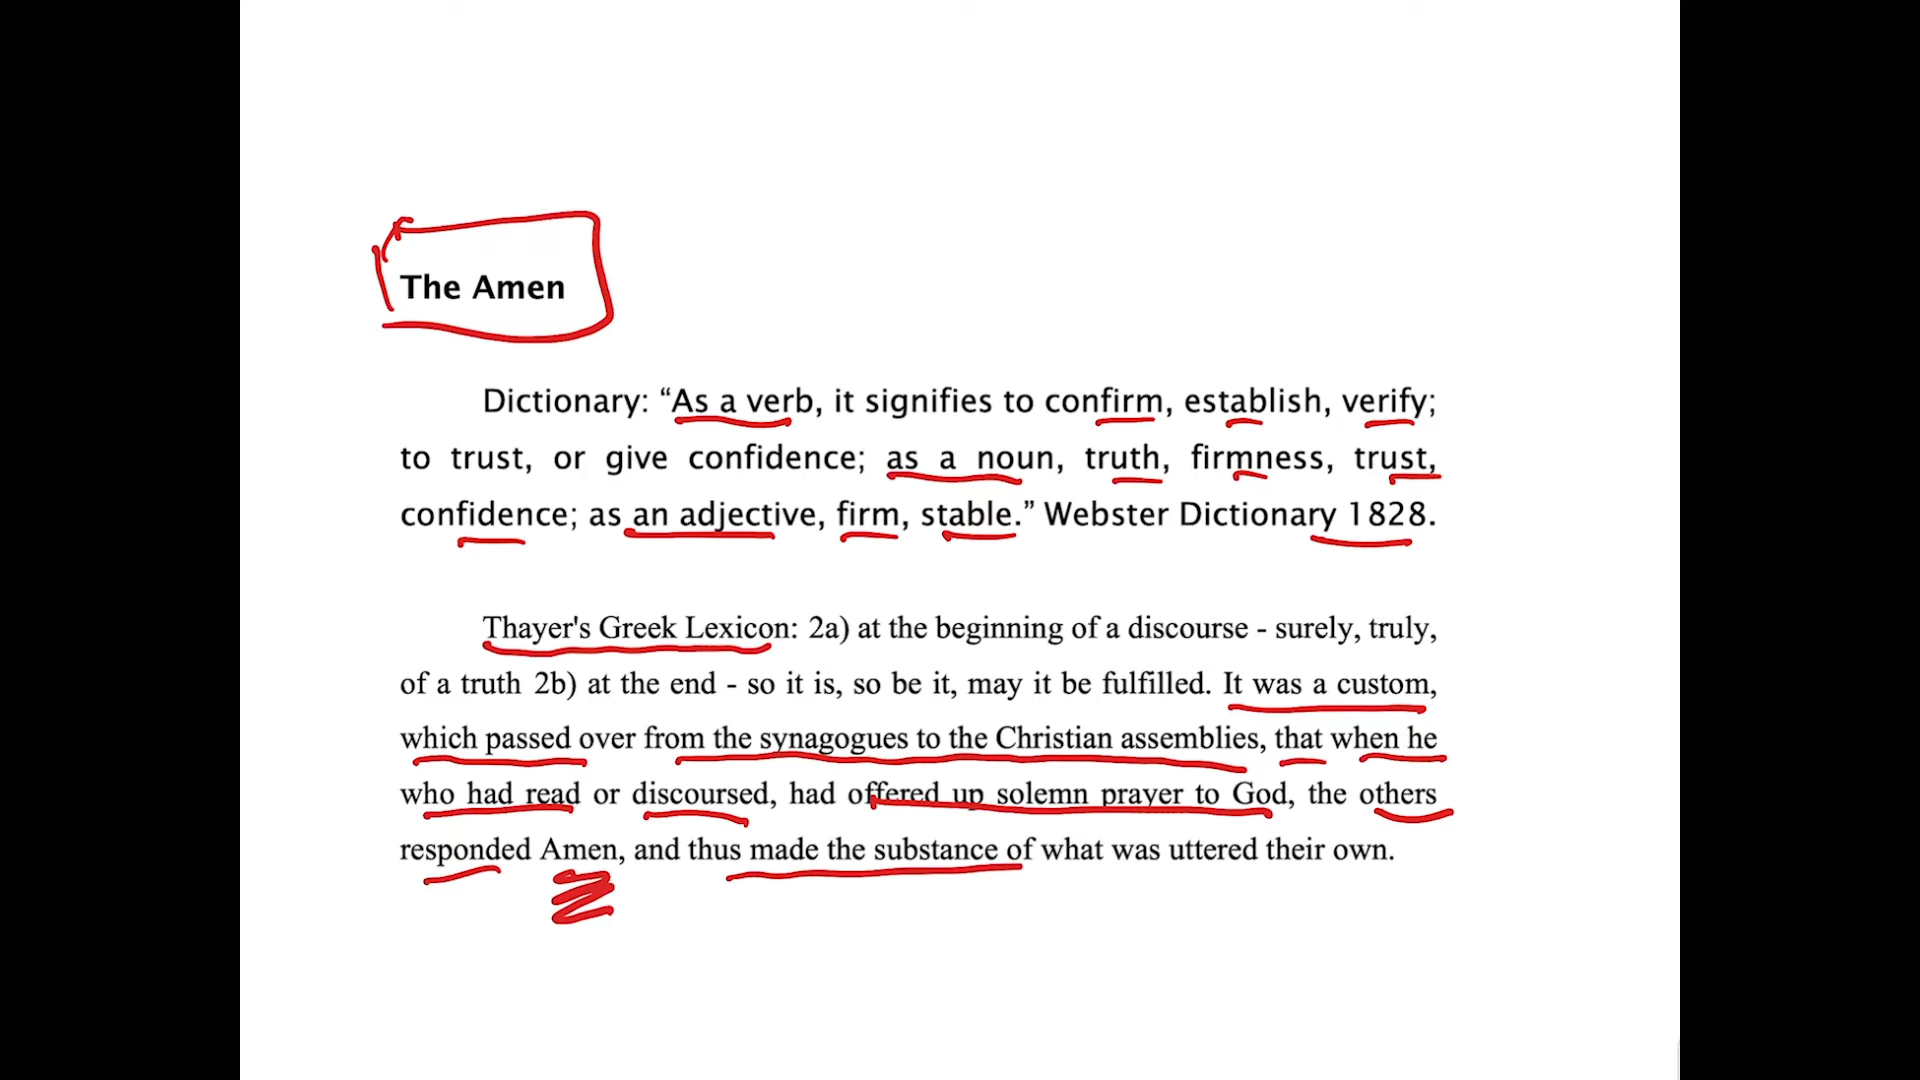 The Amen
Dictionary: “As a verb, it signifies to confirm, establish, verify;
to trust, or give confidence; as a noun, truth, firmness, trust,
confidence; as an adjective, firm, stable.” Webster Dictionary 1828.
Thayer's Greek Lexicon: 2a) at the beginning of a discourse - surely, truly,
of a truth 2b) at the end - so it is, so be it, may it be fulfilled. It was a custom,
which passed over from the synagogues to the Christian assemblies, that when he
who had read or discoursed, had offered up solemn prayer to God, the others
responded Amen, and thus made the substance of what was uttered their own.